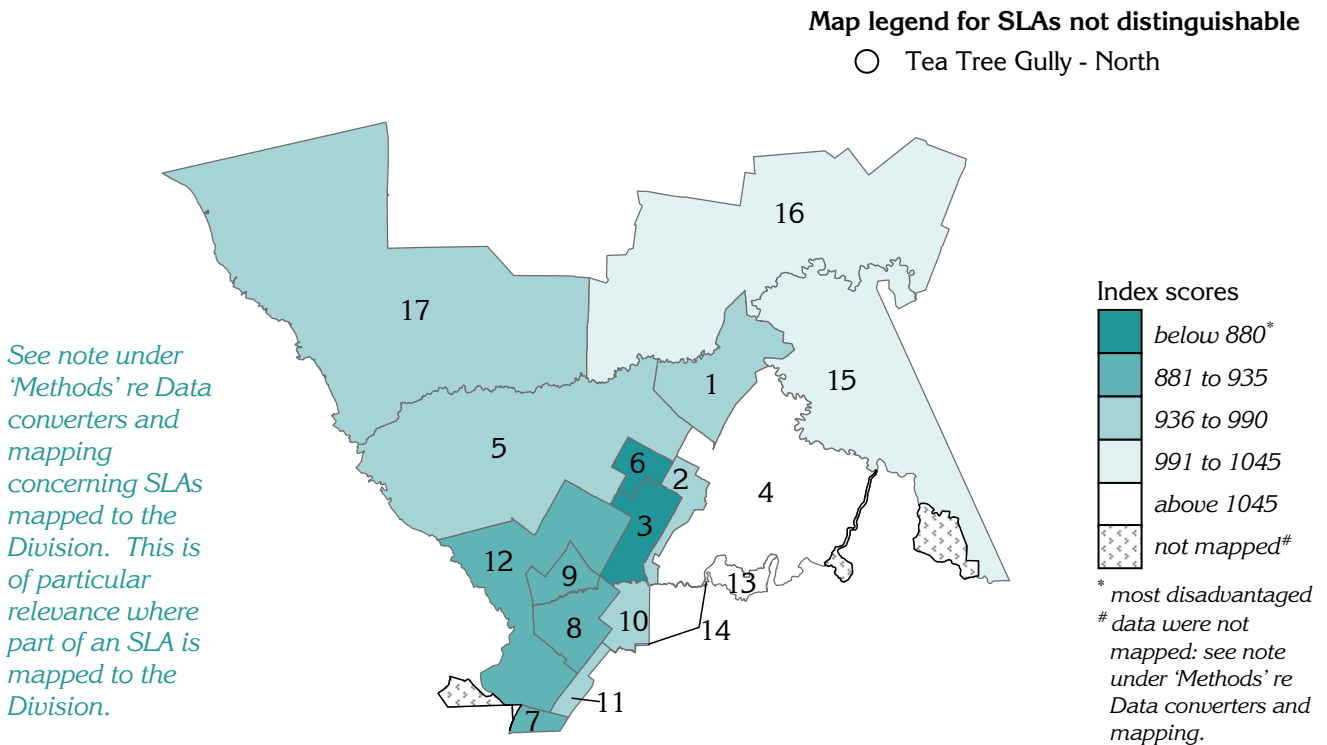 Map legend for SLAs not distinguishable
Tea Tree Gully - North
16
17
15
1
5
6
2
4
3
12
9
13
10
8
14
11
7
See note under
‘Methods’ re Data
converters and
mapping
concerning SLAs
mapped to the
Division. This is
of particular
relevance where
part of an SLA is
mapped to the
Division.
Index scores
below 880*
881 to 935
936 to 990
991 to 1045
above 1045
not mapped#
* most disadvantaged
# data were not
mapped: see note
under ‘Methods’ re
Data converters and
mapping.